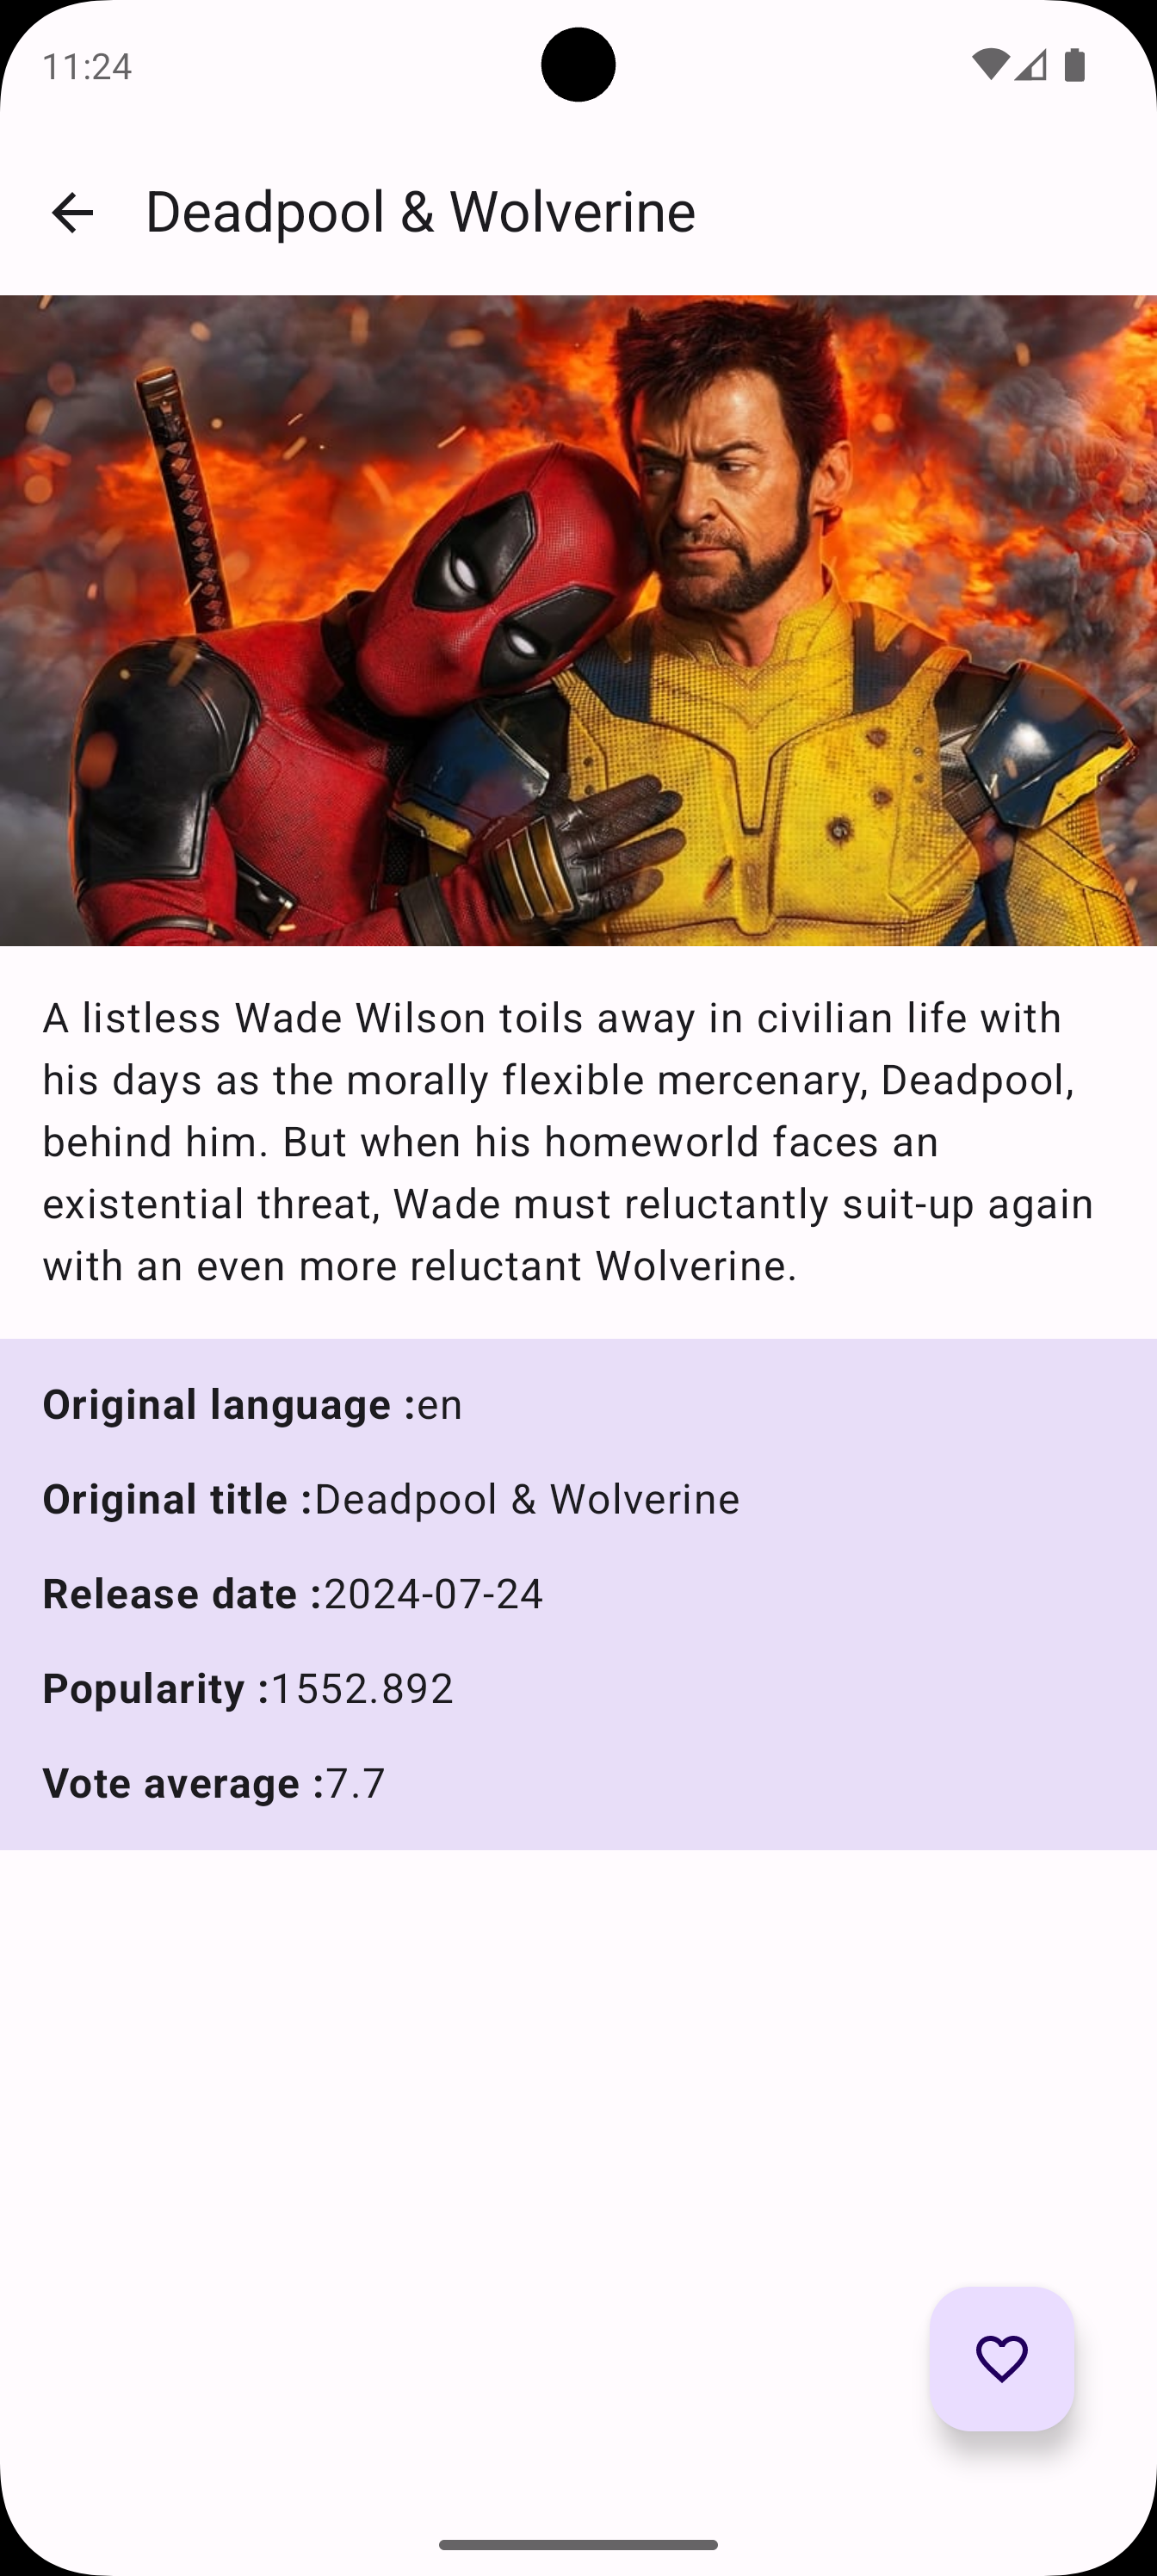 11:24
Deadpool & Wolverine
A listless Wade Wilson toils away in civilian life with
his days as the morally flexible mercenary, Deadpool,
behind him. But when his homeworld faces an
existential threat, Wade must reluctantly suit-up again
with an even more reluctant Wolverine.
Original language :en
Original title :Deadpool & Wolverine
Release date :2024-07-24
Popularity :1552.892
Vote average :7.7